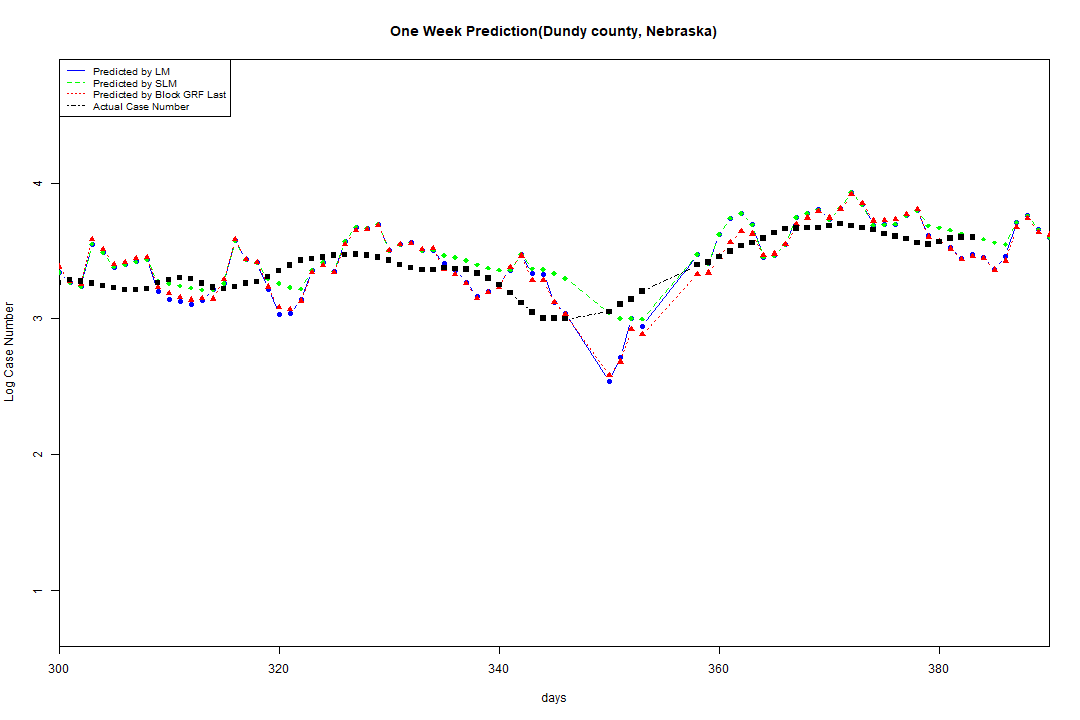 One Week Prediction(Dundy county, Nebraska)
Predicted by LM
Predicted by SLM
Predicted by Block GRF Last
Actual Case Number
Log Case Number
4
3
2
1
300 320 340 360 380
days